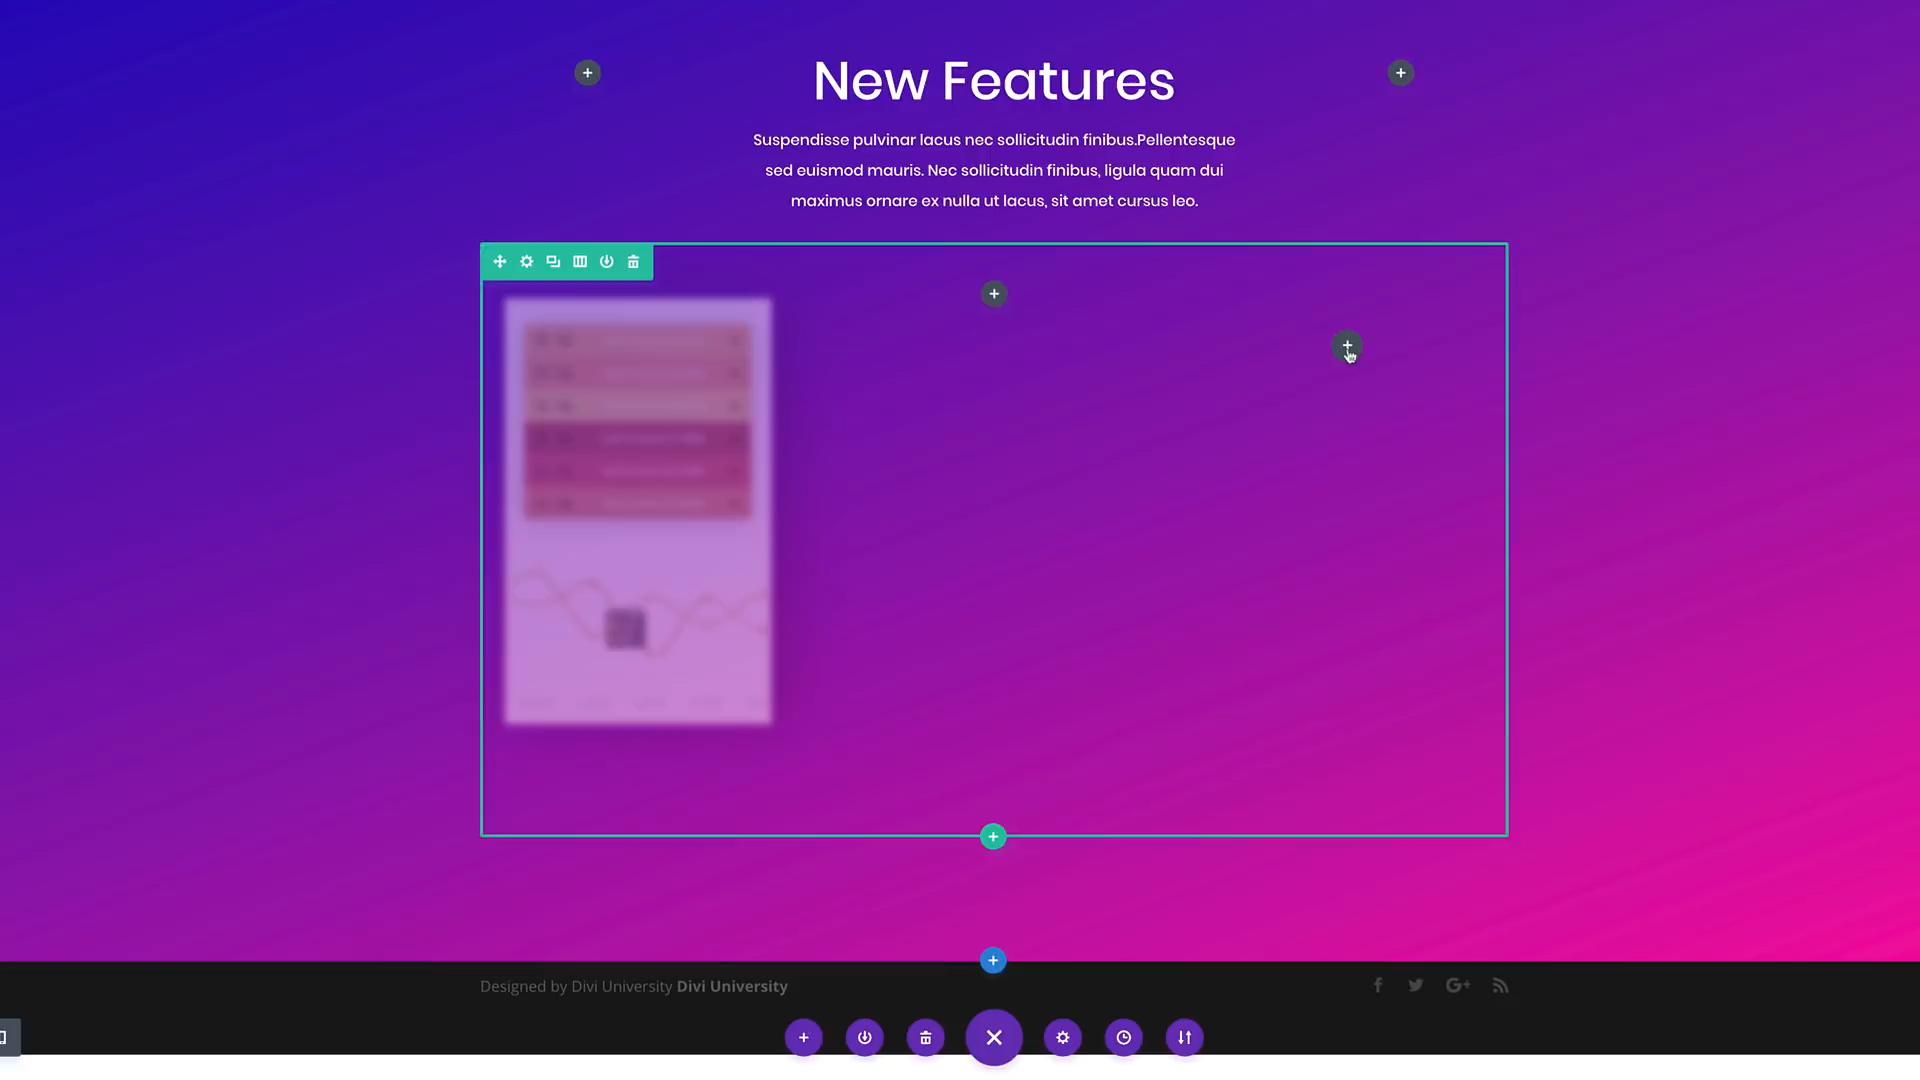 New Features
Suspendisse pulvinar lacus nec sollicitudin finibus.Pellentesque
sed euismod mauris. Nec sollicitudin finibus, ligula quam dui
maximus ornare ex nulla ut lacus, sit amet cursus leo.
Designed by Divi University Divi University